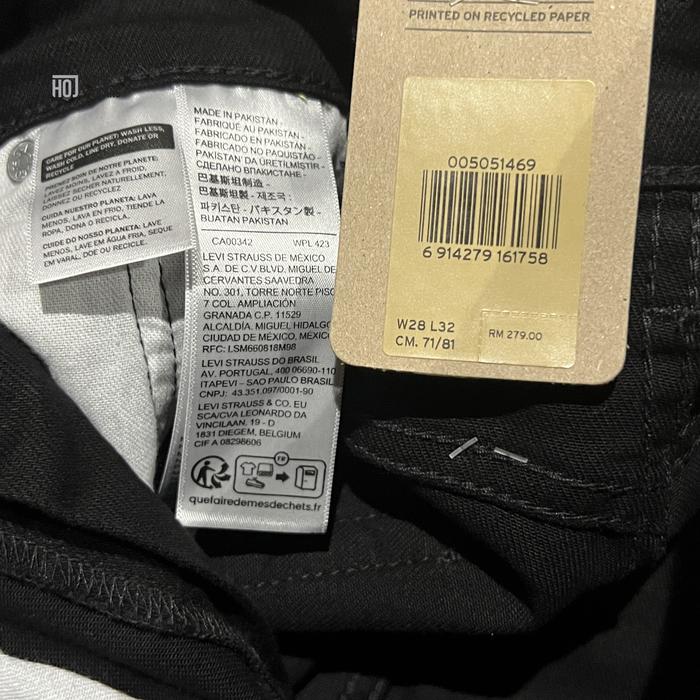 HOJ
CARE FOR OUR PLANET: WASH LESS,
WASH COLD, LINE DRY, DONATE OR
RECYCLE
PRENEZ SOIN DE NOTRE PLANETE:
LAVEZ MOINS, LAVEZ A FROID,
LAISSEZ SECHER NATURELLEMENT,
DONNEZ OU RECYCLEZ
CUIDA NUESTRO PLANETA: LAVA
MENOS, LAVA EN FRIO, TIENDE LA
ROPA, DONA O RECICLA.
CUIDE DO NOSSO PLANETA: LAVE
MENOS, LAVE EM ÁGUA FRIA, SEQUE
EM VARAL, DOE OU RECICLE.
MADE IN PAKISTAN -
FABRIQUÉ AU PAKISTAN -
FABRICADO EN PAKISTÁN -
FABRICADO NO PAQUISTÃO -
PAKİSTAN´DA ÜRETİLMİSTİR -
СДЕЛАНО ВПАКИСТАНЕ -
巴基斯坦制造 -
巴基斯坦製 - 제조국 :
파키스탄 - パキスタン製 -
BUATAN PAKISTAN
CA00342 WPL 423
LEVI STRAUSS DE MÉXICO
S.A. DE C.V.BLVD. MIGUEL DE
CERVANTES SAAVEDRA
NO. 301, TORRE NORTE PISO
7 COL. AMPLIACIÓN
GRANADA C.P. 11529
ALCALDÍA. MIGUEL HIDALGO
CIUDAD DE MÉXICO, MÉXICO
RFC: LSM660818M98
LEVI STRAUSS DO BRASIL
AV. PORTUGAL, 400 06690-110
ITAPEVI – SAO PAULO BRASIL
CNPJ: 43.351.097/0001-90
LEVI STRAUSS & CO. EU
SCA/CVA LEONARDO DA
VINCILAAN, 19 - D
1831 DIEGEM, BELGIUM
CIF A 08298606
FR
quefairedemesdechets.fr
PRINTED ON RECYCLED PAPER
005051469
6 914279 161758
W28 L32
CM. 71/81
RM 279.00